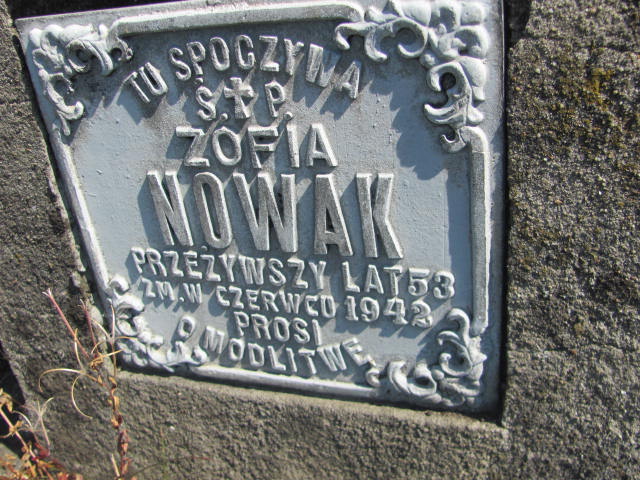 TU SPOCZYWA
Ś.✝P.
ZOFIA
NOWAK
PRZEŻYWSZY LAT 53
ZM. W CZERWCU 1942
PROSI
O MODLITWĘ